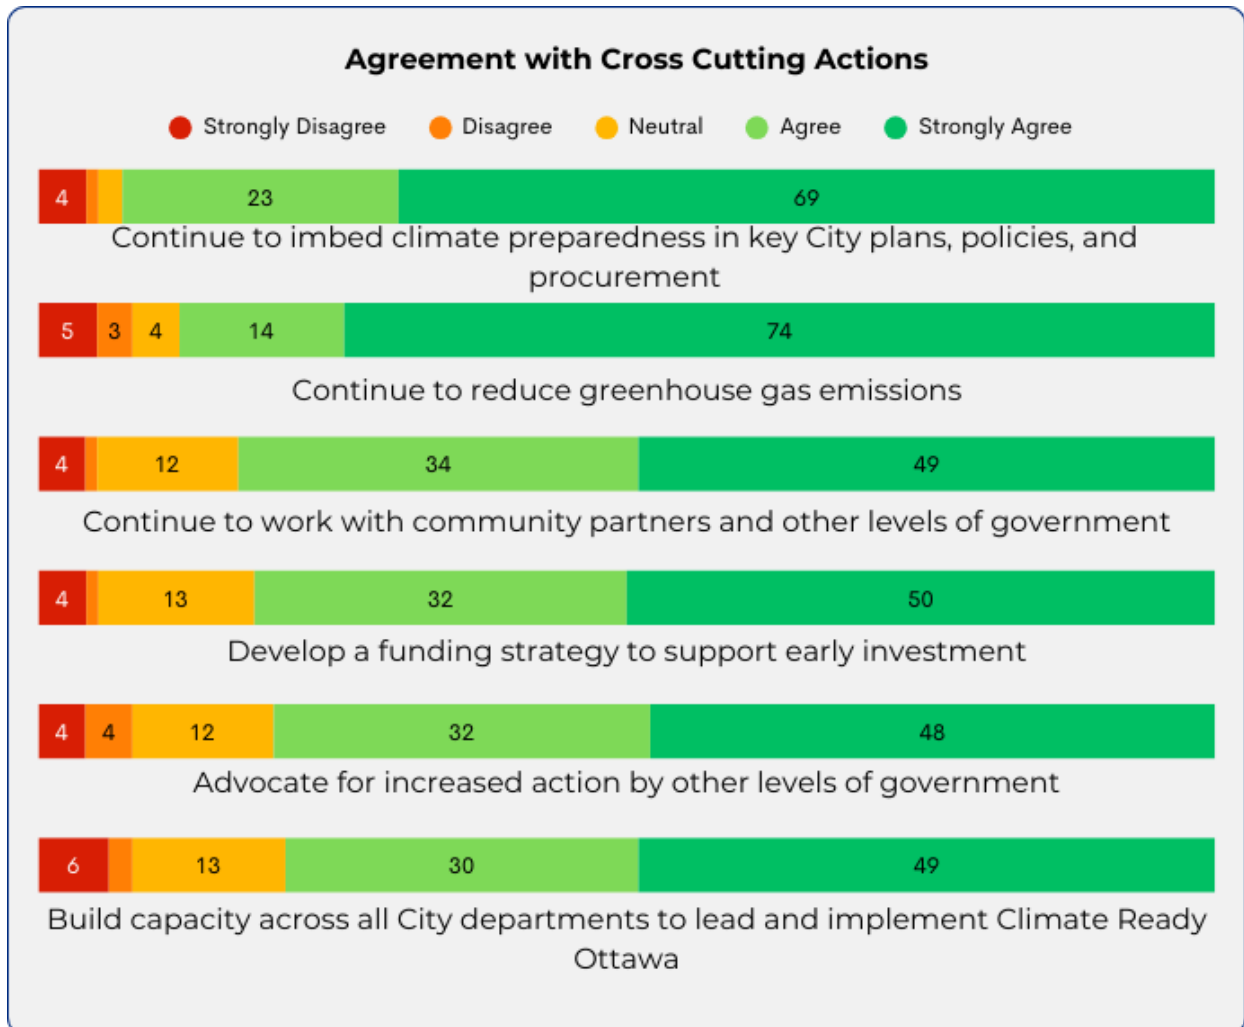 Agreement with Cross Cutting Actions
Strongly Disagree Disagree Neutral Agree Strongly Agree
4 23 69
Continue to imbed climate preparedness in key City plans, policies, and
procurement
5 3 4 14 74
Continue to reduce greenhouse gas emissions
4 12 34 49
Continue to work with community partners and other levels of government
4 13 32 50
Develop a funding strategy to support early investment
4 4 12 32 48
Advocate for increased action by other levels of government
6 13 30 49
Build capacity across all City departments to lead and implement Climate Ready
Ottawa